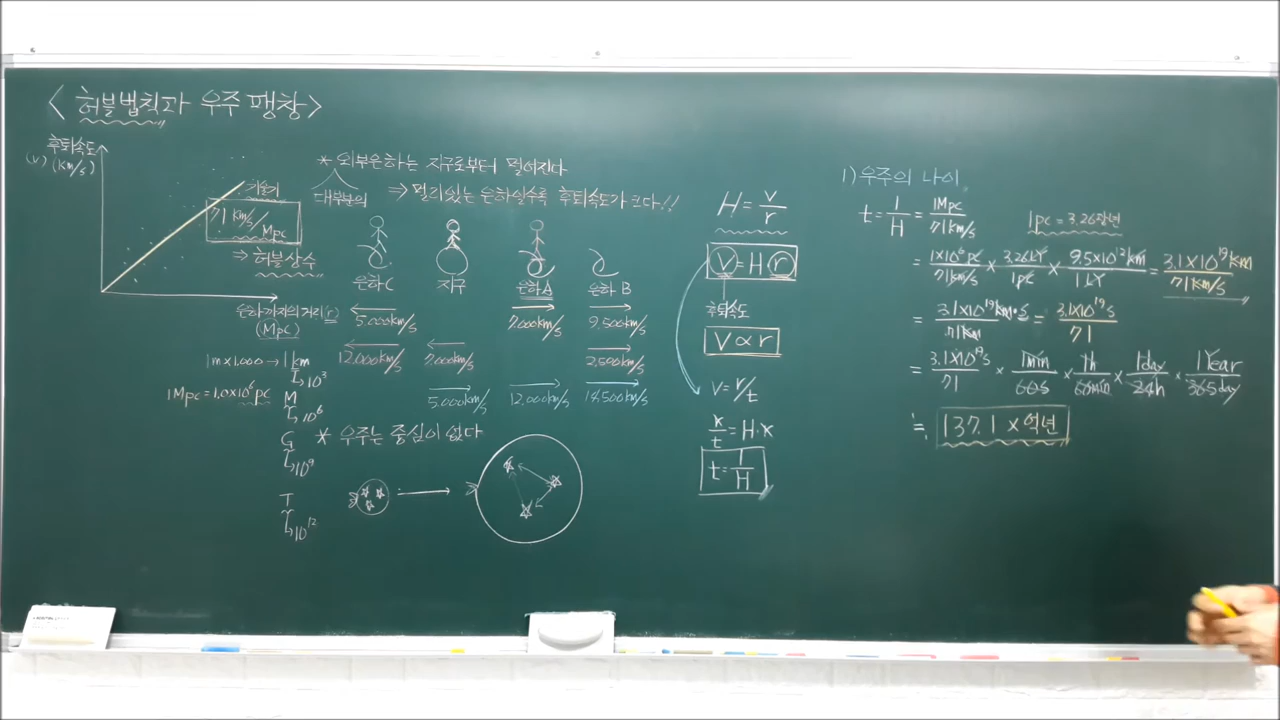 <허블법칙과 우주 팽창>
후퇴속도
(v) (km/s)
기울기
71 km/s/Mpc
⇒ 허블상수
은하까지의 거리(r)
(Mpc)
1m×1,000 → 1km
↳10³
1Mpc = 1.0×10⁶pc
M
↳10⁶
G
↳10⁹
T
↳10¹²
* 외부은하는 지구로부터 멀어진다
대부분의
⇒ 멀리있는 은하일수록 후퇴속도가 크다!!
은하C 지구 은하A 은하B
5,000km/s 7,000km/s 9,500km/s
12,000km/s 7,000km/s 2,500km/s
5,000km/s 12,000km/s 14,500km/s
* 우주는 중심이 없다
H = v/r
v = H r
후퇴속도
V ∝ r
v = r/t
r/t = H·r
t = 1/H
1) 우주의 나이
t = 1/H = 1Mpc / 71km/s
1pc = 3.26광년
= 1×10⁶pc / 71km/s × 3.26LY / 1pc × 9.5×10¹²km / 1LY = 3.1×10¹⁹km / 71km/s
= 3.1×10¹⁹km·s / 71km = 3.1×10¹⁹s / 71
= 3.1×10¹⁹s / 71 × 1min / 60s × 1h / 60min × 1day / 24h × 1Year / 365day
≒ 137.1 × 억년